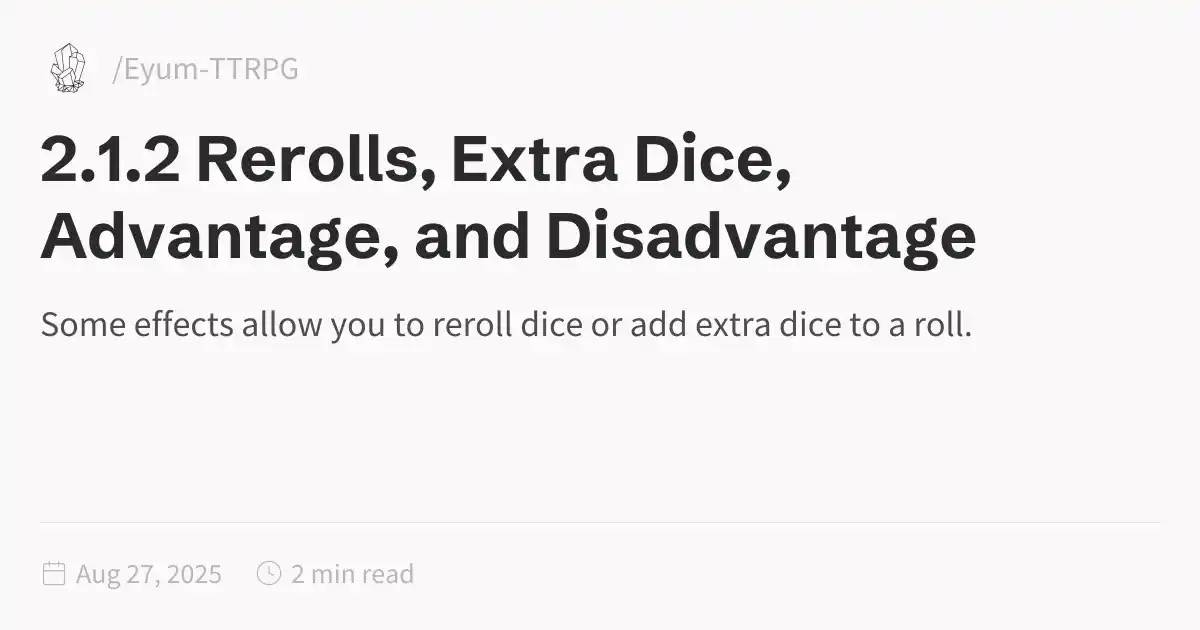 /Eyum-TTRPG
2.1.2 Rerolls, Extra Dice,
Advantage, and Disadvantage
Some effects allow you to reroll dice or add extra dice to a roll.
Aug 27, 2025 2 min read